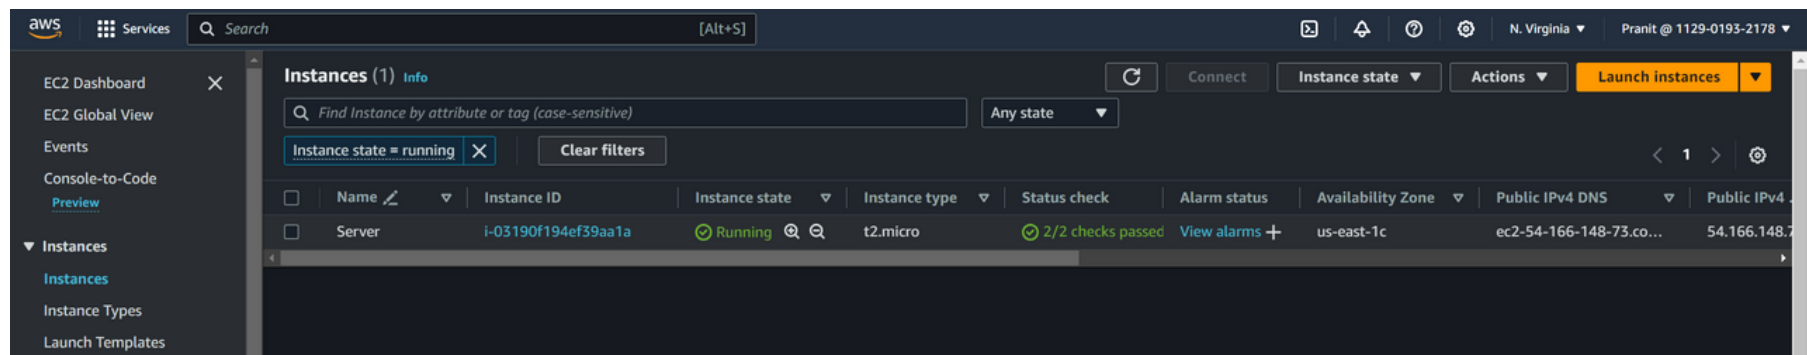 aws Services Search [Alt+S] N. Virginia Pranit @ 1129-0193-2178
EC2 Dashboard
EC2 Global View
Events
Console-to-Code
Preview
Instances
Instances
Instance Types
Launch Templates
Instances (1) Info Connect Instance state Actions Launch instances
Find Instance by attribute or tag (case-sensitive) Any state
Instance state = running Clear filters 1
Name Instance ID Instance state Instance type Status check Alarm status Availability Zone Public IPv4 DNS Public IPv4
Server i-03190f194ef39aa1a Running t2.micro 2/2 checks passed View alarms us-east-1c ec2-54-166-148-73.co... 54.166.148.7